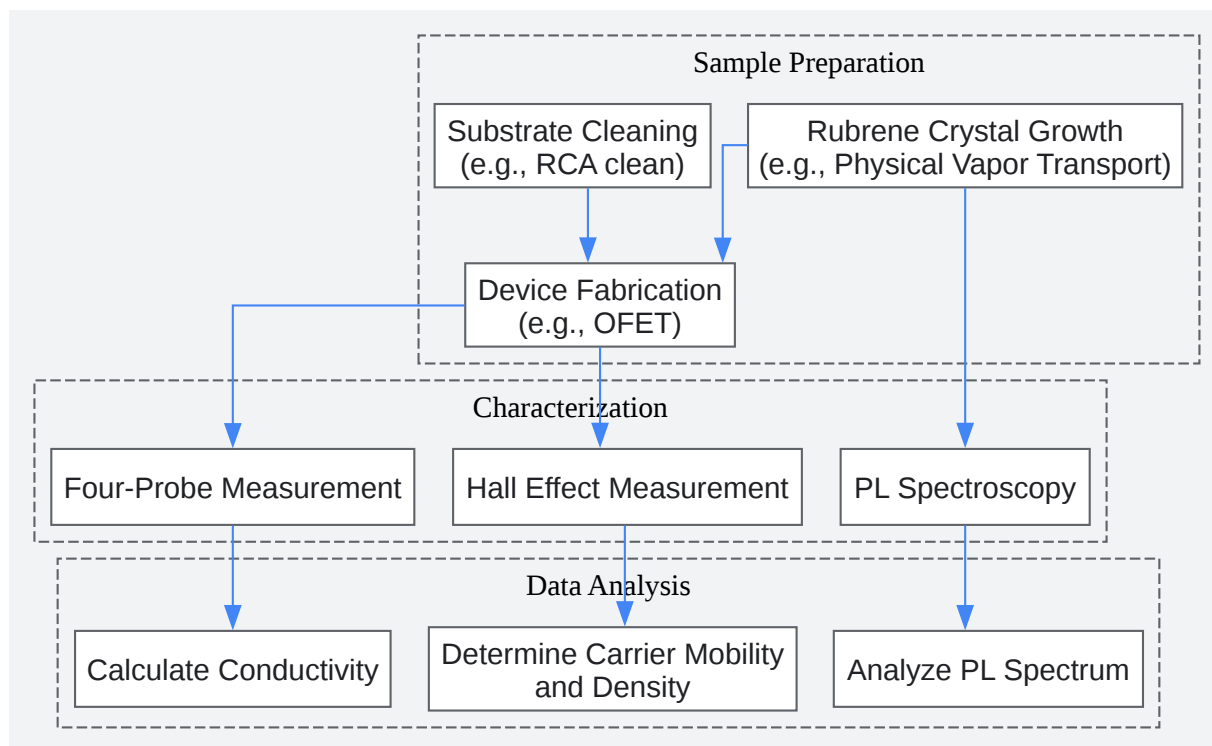 Sample Preparation
Substrate Cleaning
(e.g., RCA clean)
Rubrene Crystal Growth
(e.g., Physical Vapor Transport)
Device Fabrication
(e.g., OFET)
Characterization
Four-Probe Measurement
Hall Effect Measurement
PL Spectroscopy
Data Analysis
Calculate Conductivity
Determine Carrier Mobility
and Density
Analyze PL Spectrum